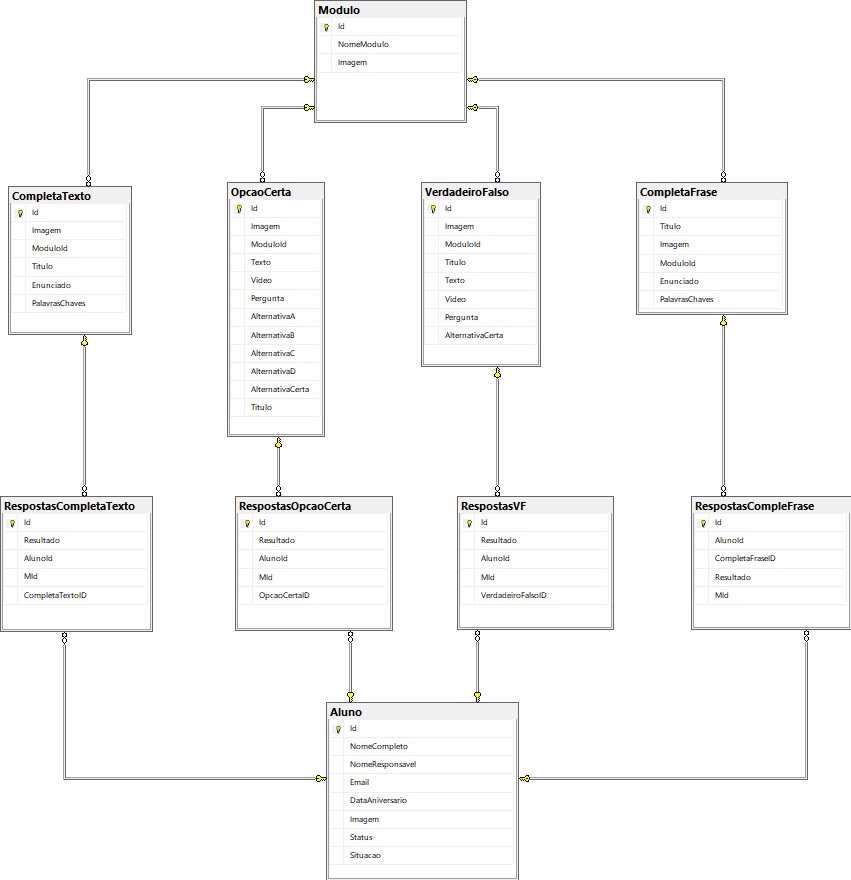 Modulo
Id
NomeModulo
Imagem
CompletaTexto
Id
Imagem
ModuloId
Titulo
Enunciado
PalavrasChaves
OpcaoCerta
Id
Imagem
ModuloId
Texto
Video
Pergunta
AlternativaA
AlternativaB
AlternativaC
AlternativaD
AlternativaCerta
Titulo
VerdadeiroFalso
Id
Imagem
ModuloId
Titulo
Texto
Video
Pergunta
AlternativaCerta
CompletaFrase
Id
Titulo
Imagem
ModuloId
Enunciado
PalavrasChaves
RespostasCompletaTexto
Id
Resultado
AlunoId
MId
CompletaTextoID
RespostasOpcaoCerta
Id
Resultado
AlunoId
MId
OpcaoCertaID
RespostasVF
Id
Resultado
AlunoId
MId
VerdadeiroFalsoID
RespostasCompleFrase
Id
AlunoId
CompletaFraseID
Resultado
MId
Aluno
Id
NomeCompleto
NomeResponsavel
Email
DataAniversario
Imagem
Status
Situacao